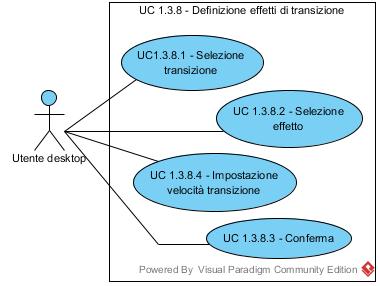 UC 1.3.8 - Definizione effetti di transizione
UC1.3.8.1 - Selezione
transizione
UC 1.3.8.2 - Selezione
effetto
Utente desktop
UC 1.3.8.4 - Impostazione
velocità transizione
UC 1.3.8.3 - Conferma
Powered By Visual Paradigm Community Edition